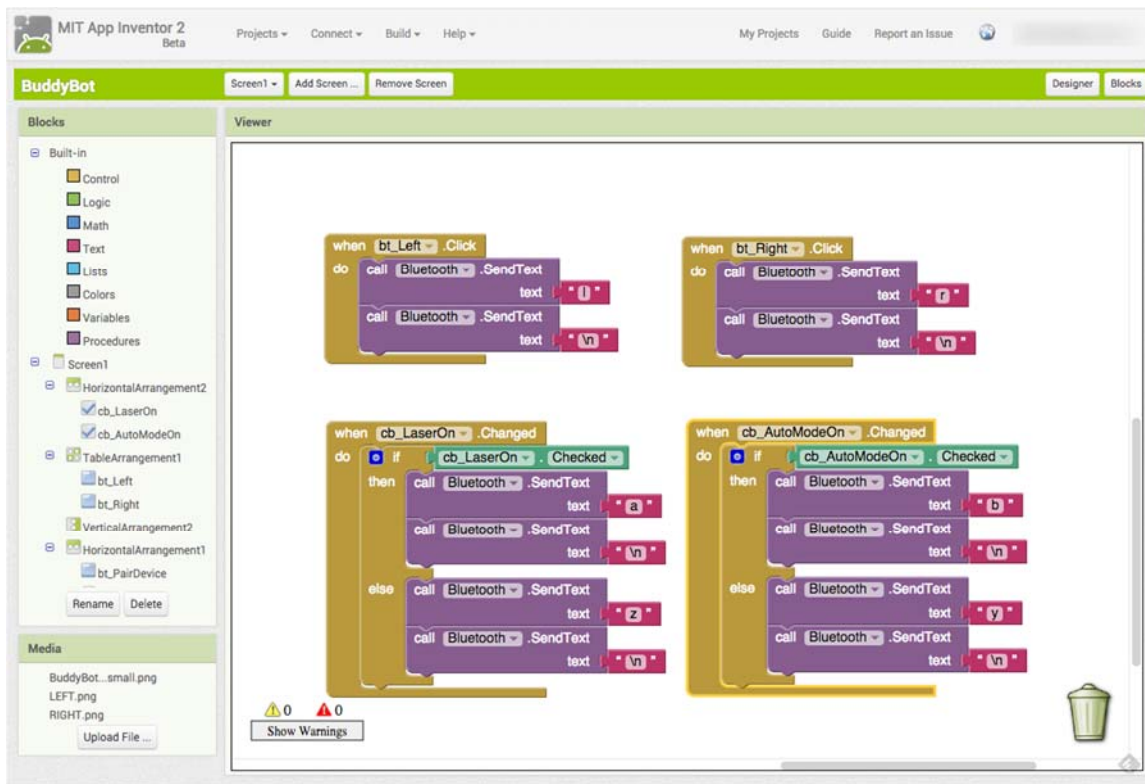 MIT App Inventor 2
Beta
Projects Connect Build Help My Projects Guide Report an Issue
BuddyBot Screen1 Add Screen ... Remove Screen Designer Blocks
Blocks
Viewer
Built-in
Control
Logic
Math
Text
Lists
Colors
Variables
Procedures
Screen1
HorizontalArrangement2
cb_LaserOn
cb_AutoModeOn
TableArrangement1
bt_Left
bt_Right
VerticalArrangement2
HorizontalArrangement1
bt_PairDevice
Rename Delete
Media
BuddyBot...small.png
LEFT.png
RIGHT.png
Upload File ...
when bt_Left .Click
do call Bluetooth .SendText
text " l "
call Bluetooth .SendText
text " \n "
when bt_Right .Click
do call Bluetooth .SendText
text " r "
call Bluetooth .SendText
text " \n "
when cb_LaserOn .Changed
do if cb_LaserOn . Checked
then call Bluetooth .SendText
text " a "
call Bluetooth .SendText
text " \n "
else call Bluetooth .SendText
text " z "
call Bluetooth .SendText
text " \n "
when cb_AutoModeOn .Changed
do if cb_AutoModeOn . Checked
then call Bluetooth .SendText
text " b "
call Bluetooth .SendText
text " \n "
else call Bluetooth .SendText
text " y "
call Bluetooth .SendText
text " \n "
0 0
Show Warnings